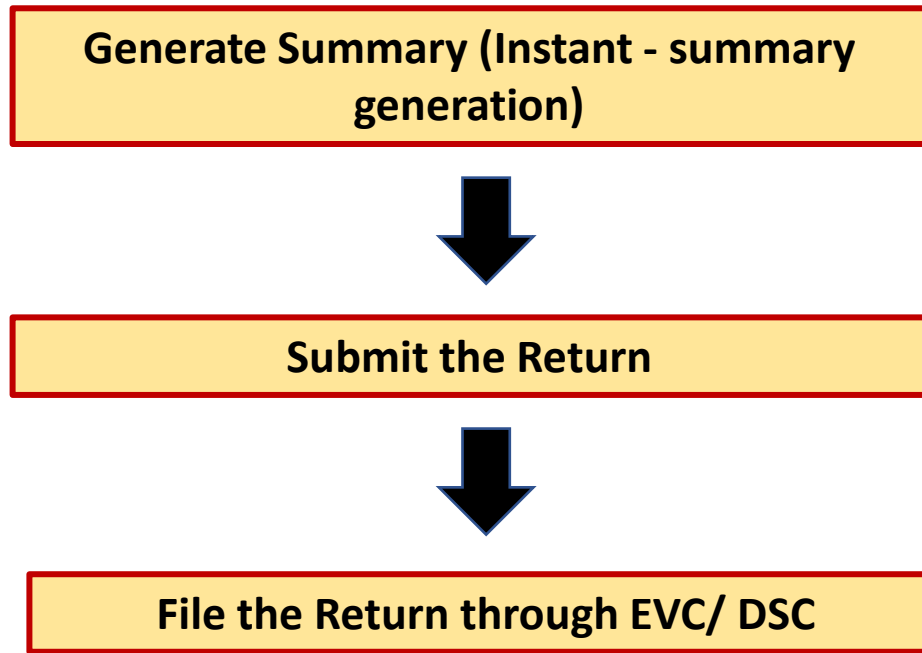 Generate Summary (Instant - summary
generation)
Submit the Return
File the Return through EVC/ DSC